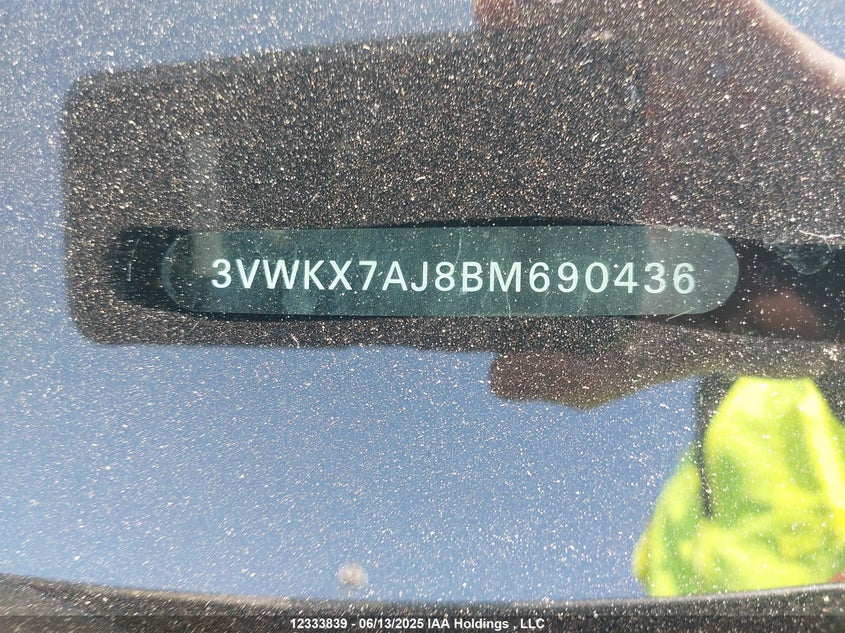 3VWKX7AJ8BM690436
12333839 - 06/13/2025 IAA Holdings , LLC